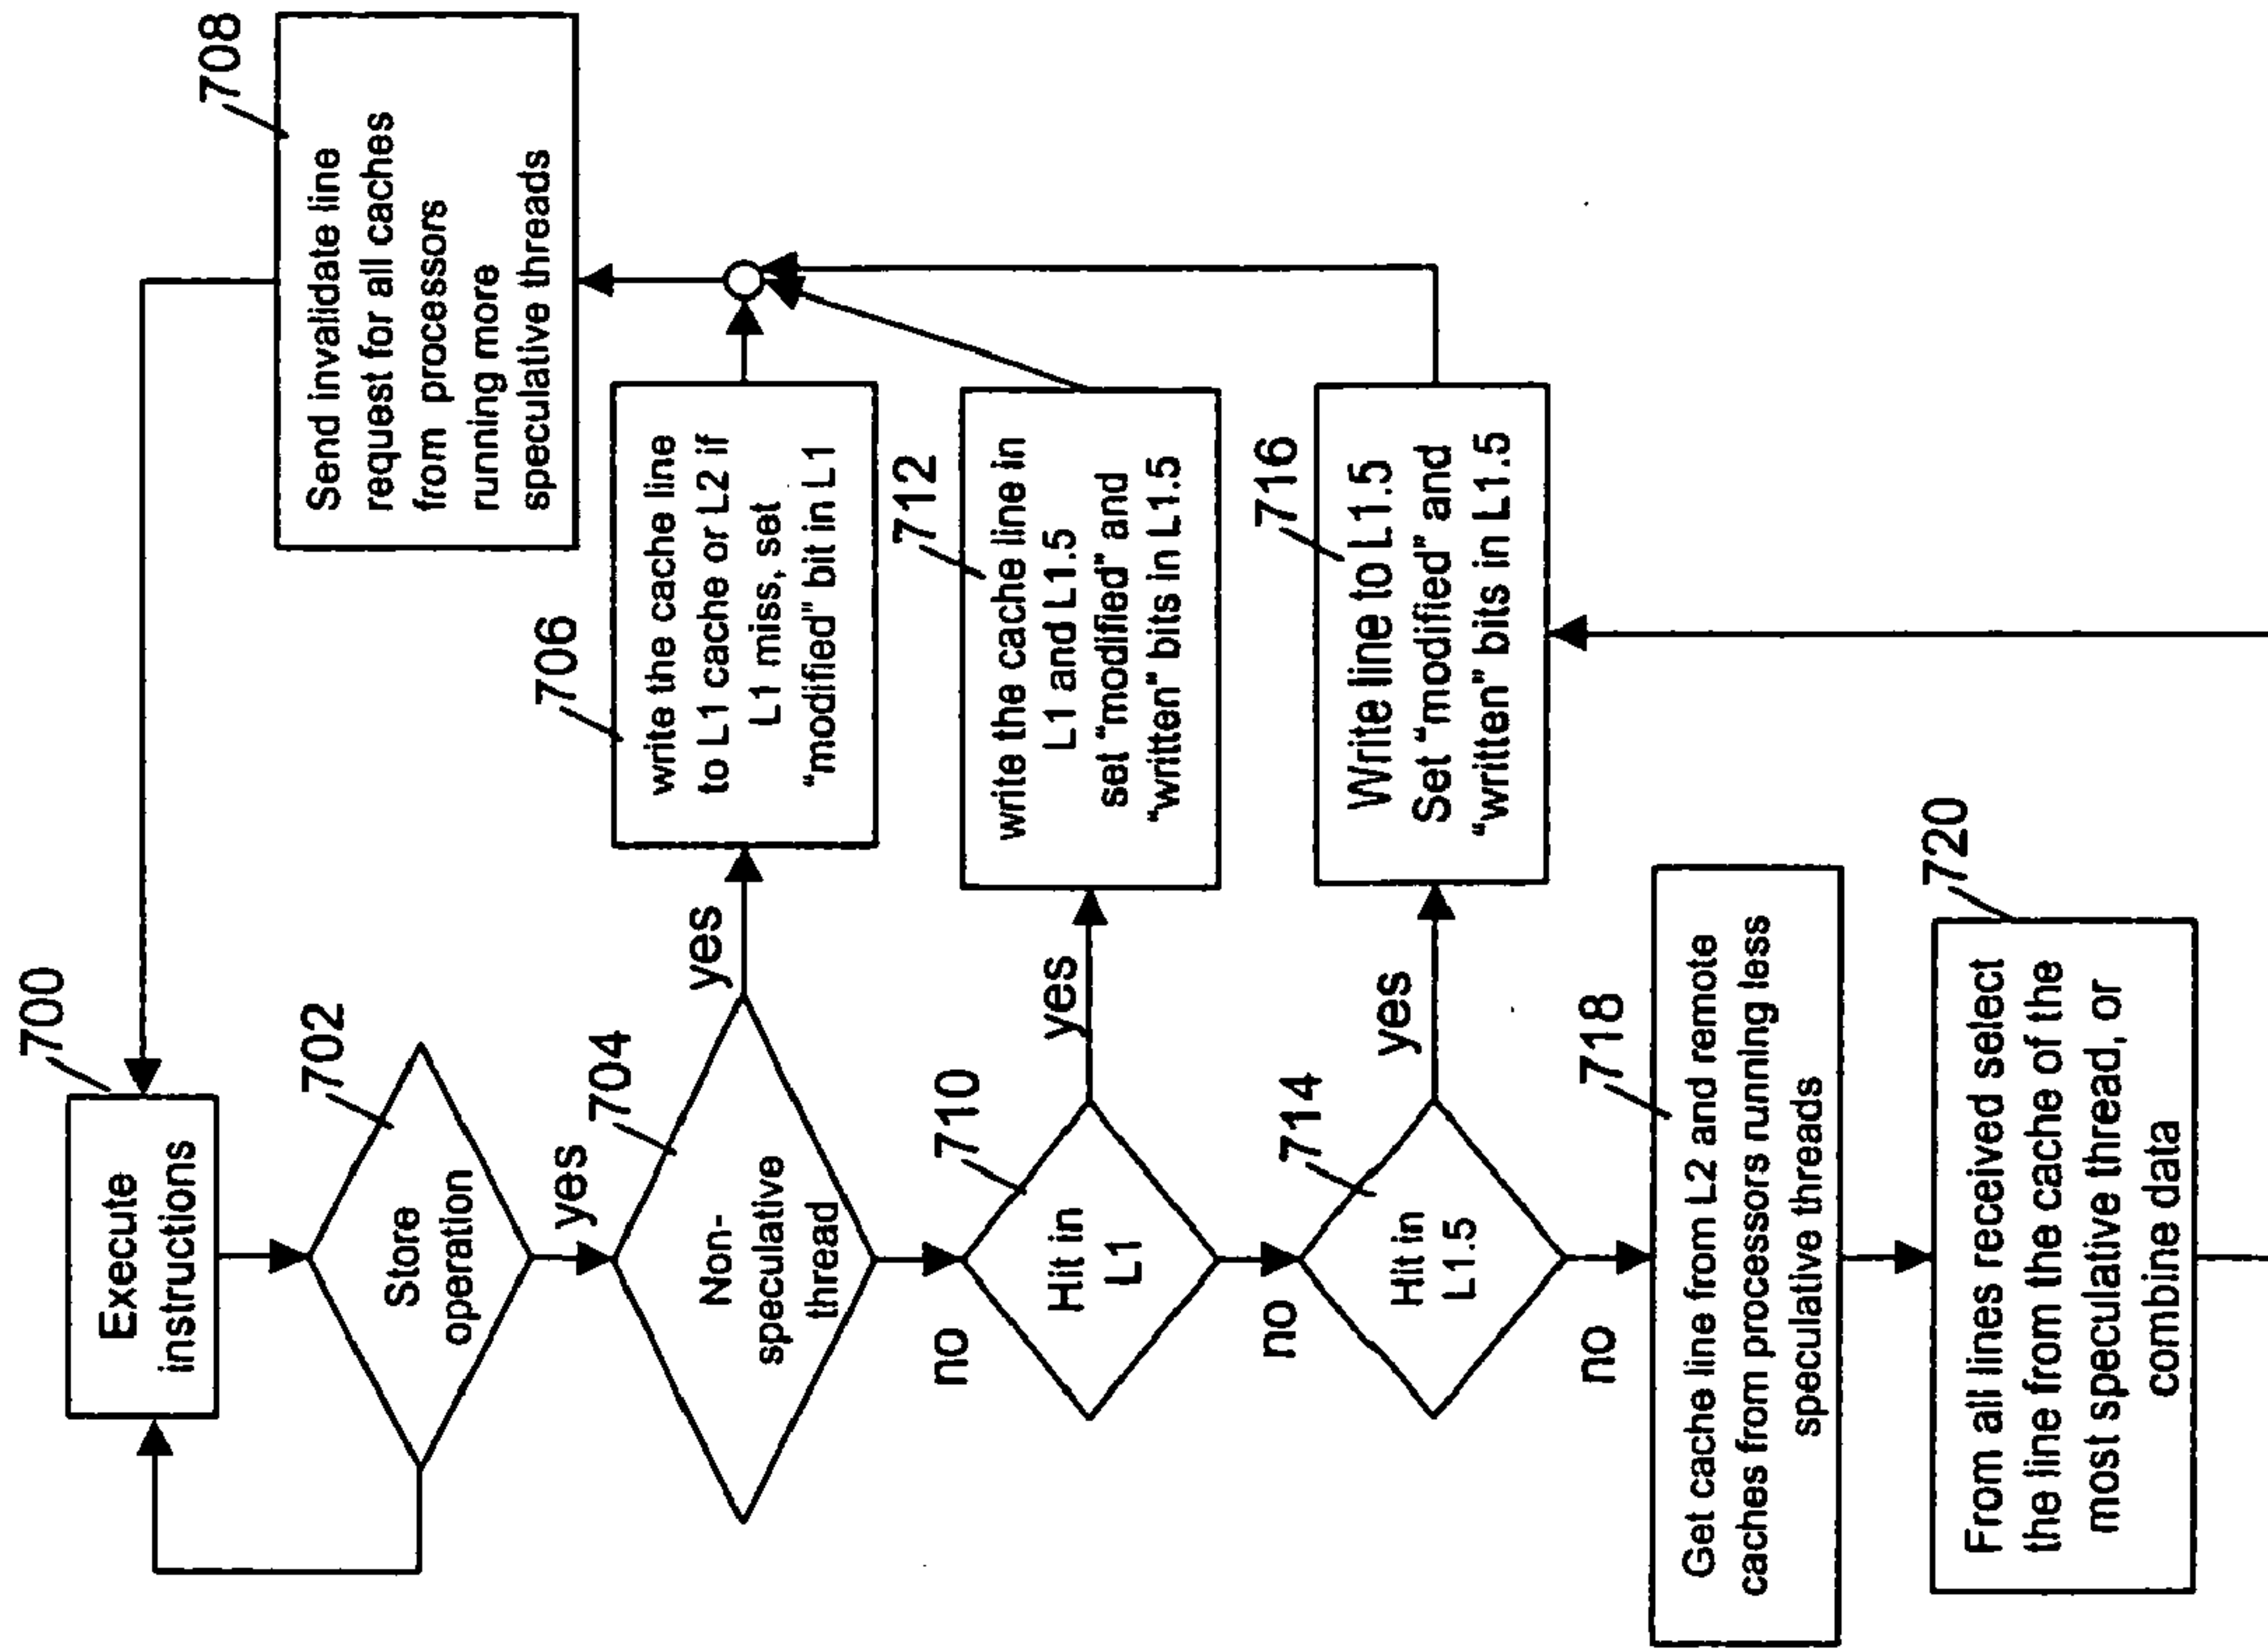 700
Execute
instructions
702
Store
operation
yes
704
Non-
speculative
thread
yes
706
write the cache line
to L1 cache or L2 if
L1 miss, set
“modified” bit in L1
708
Send invalidate line
request for all caches
from processors
running more
speculative threads
no
710
Hit in
L1
yes
712
write the cache line in
L1 and L1.5
set “modified” and
“written” bits in L1.5
no
714
Hit in
L1.5
yes
716
Write line to L1.5
Set “modified” and
“written” bits in L1.5
no
718
Get cache line from L2 and remote
caches from processors running less
speculative threads
720
From all lines received select
the line from the cache of the
most speculative thread, or
combine data